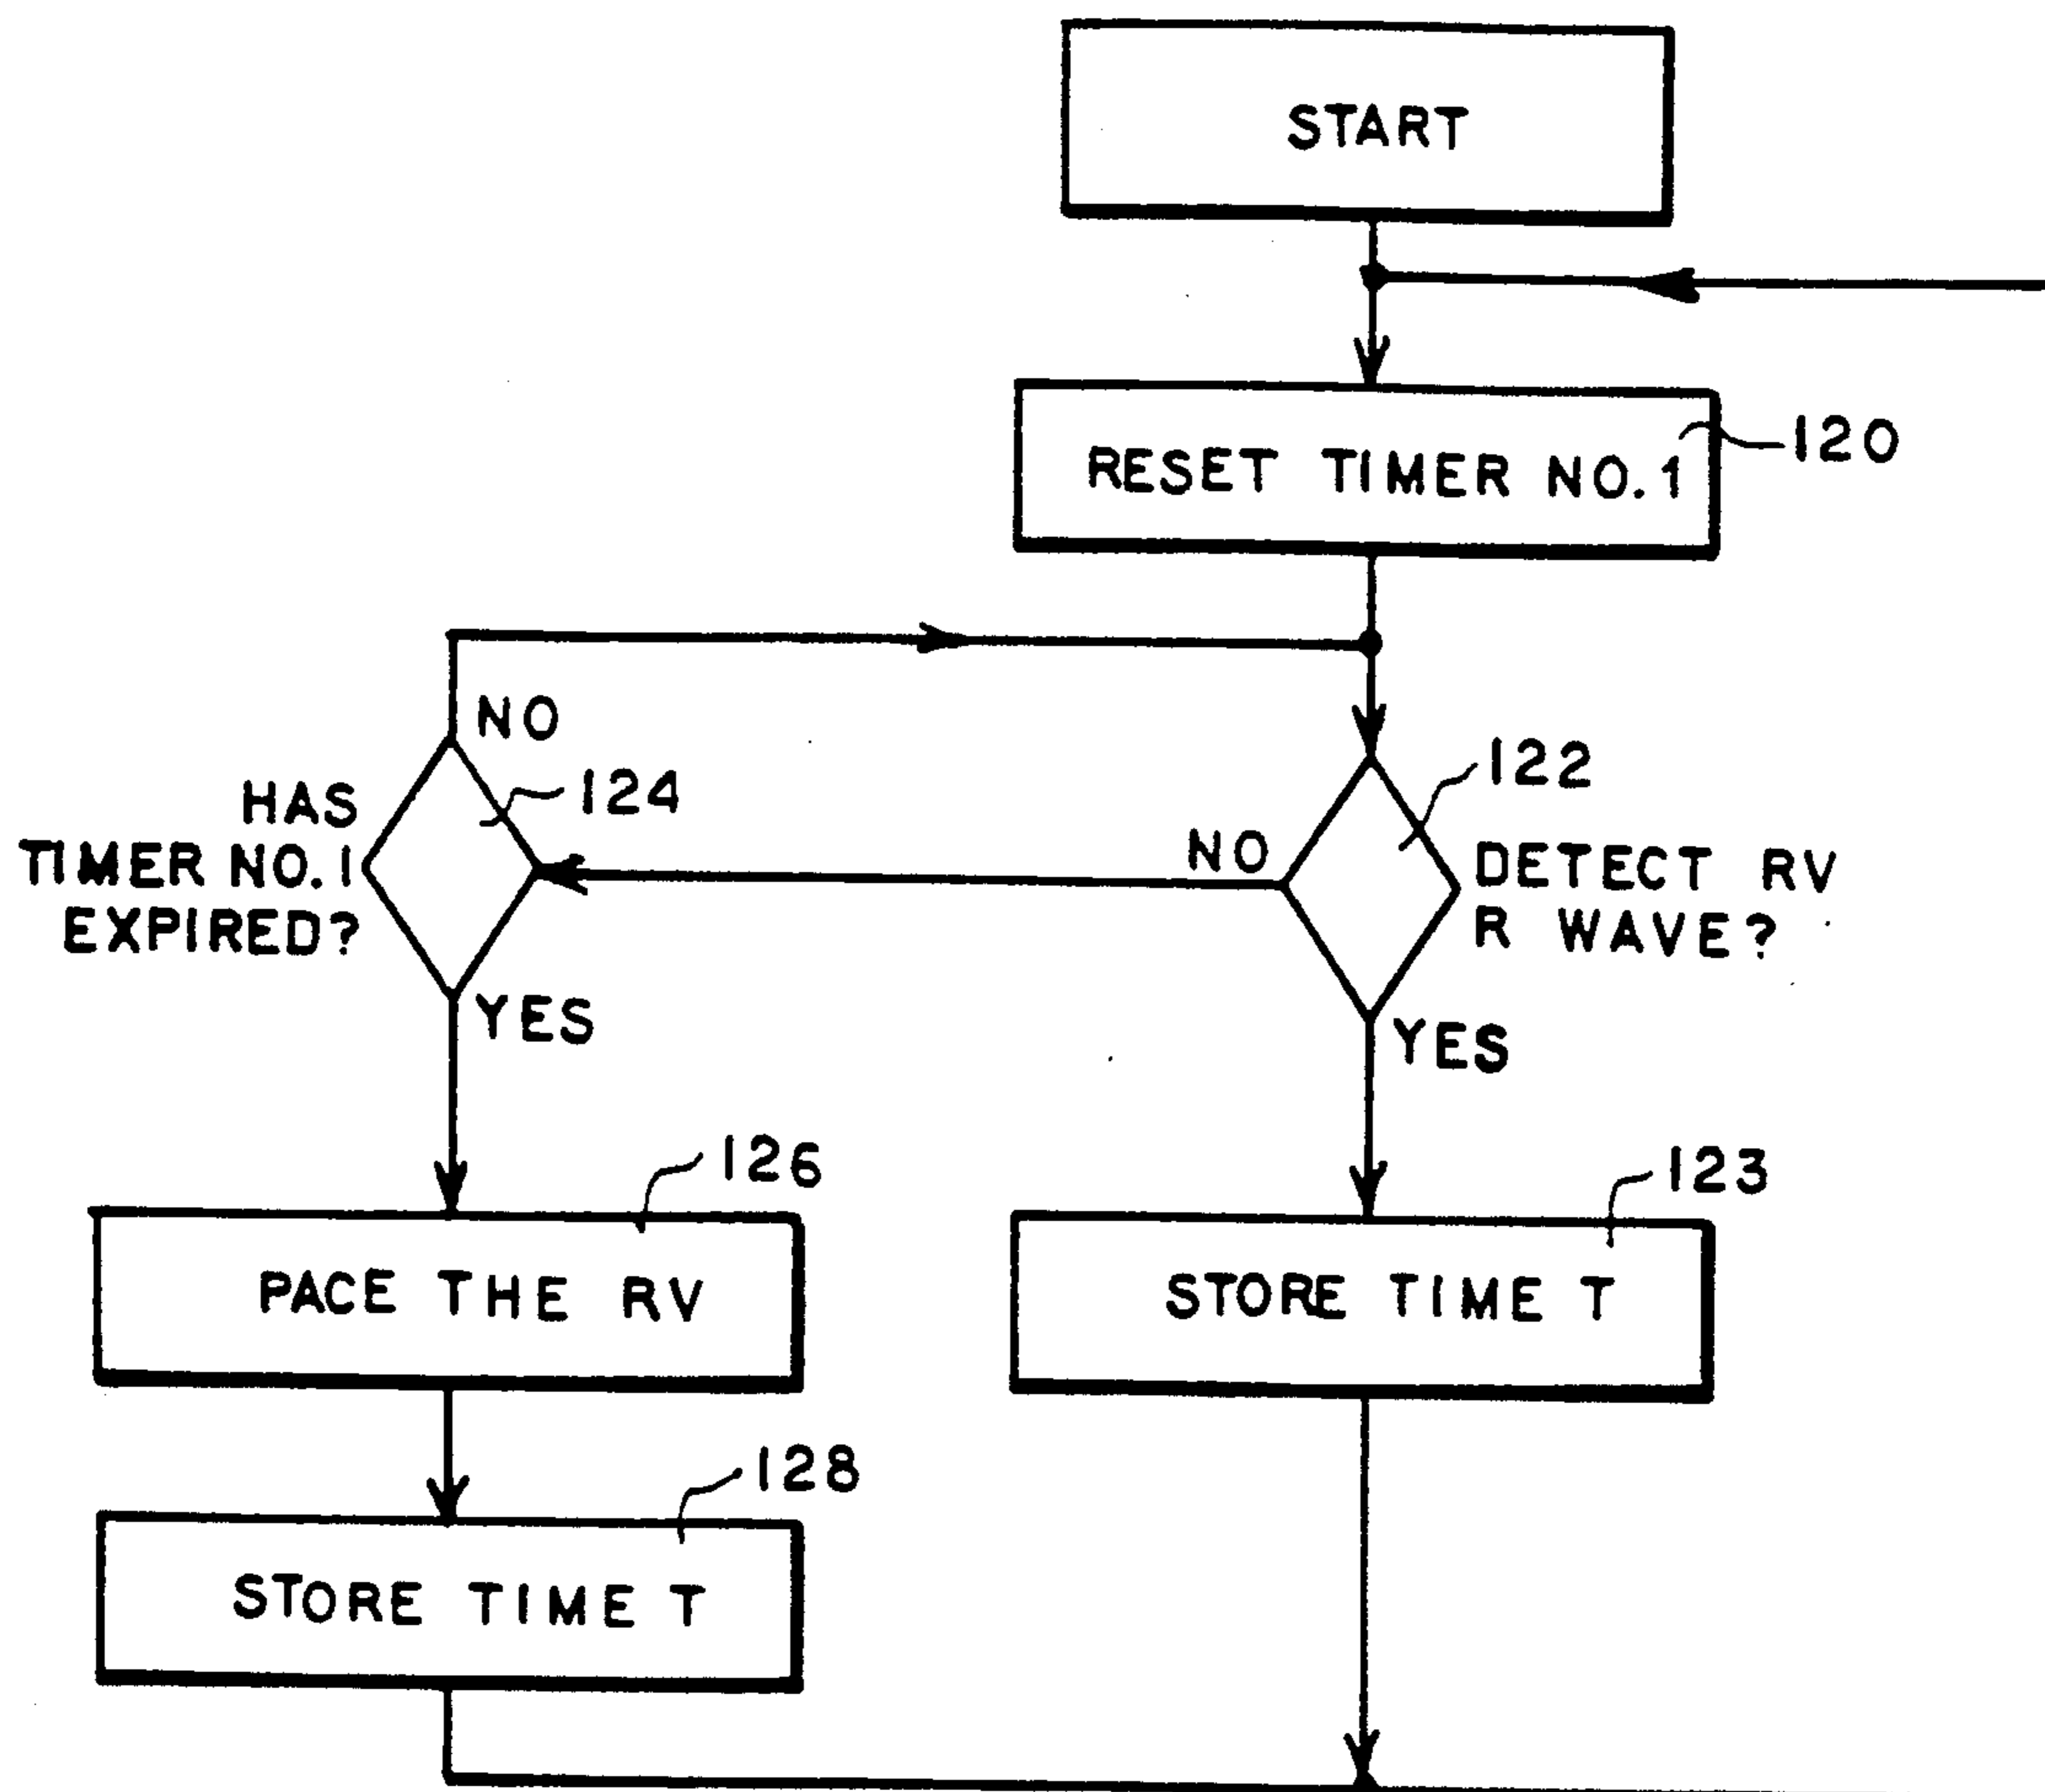 START
RESET TIMER NO.1
120
NO
HAS
TIMER NO.1
EXPIRED?
124
YES
NO
122
DETECT RV
R WAVE?
YES
126
PACE THE RV
123
STORE TIME T
128
STORE TIME T